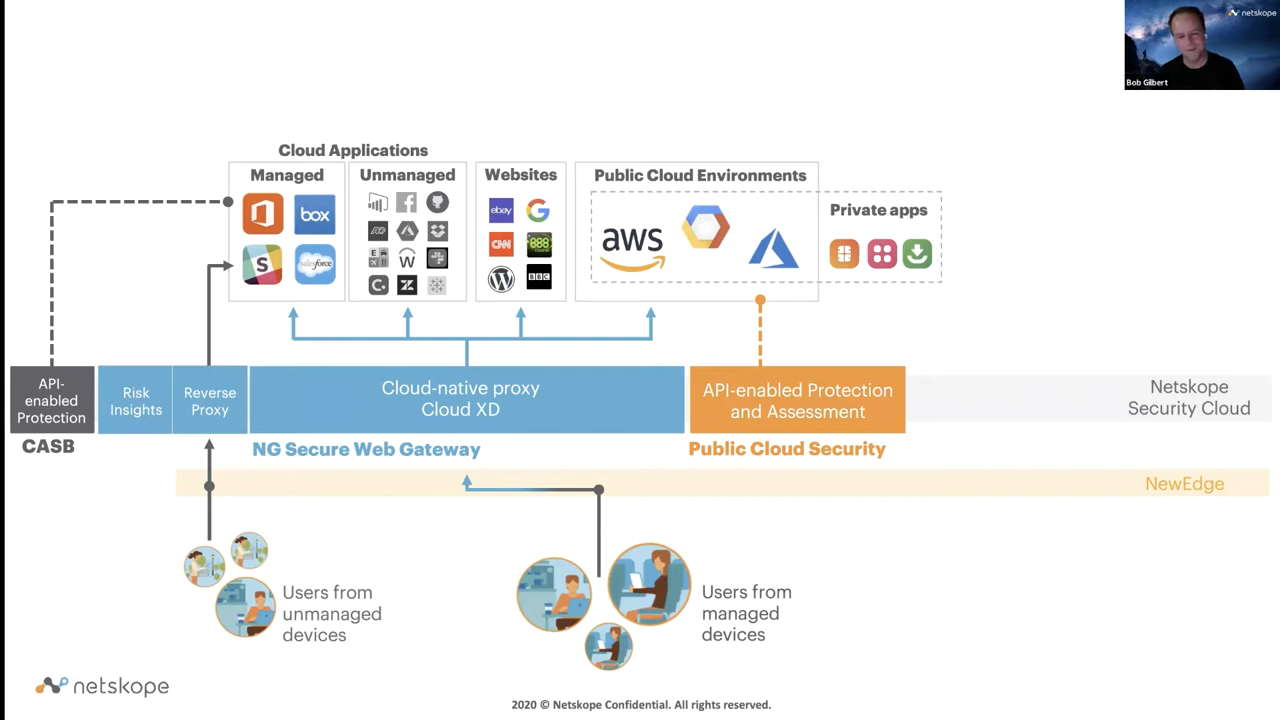 netskope
Bob Gilbert
Cloud Applications
Managed
Unmanaged
Websites
Public Cloud Environments
Private apps
box
ebay
G
aws
ADP
CNN
888
S
salesforce
W
BBC
API-
enabled
Protection
Risk
Insights
Reverse
Proxy
Cloud-native proxy
Cloud XD
API-enabled Protection
and Assessment
Netskope
Security Cloud
CASB
NG Secure Web Gateway
Public Cloud Security
NewEdge
Users from
unmanaged
devices
Users from
managed
devices
netskope
2020 © Netskope Confidential. All rights reserved.